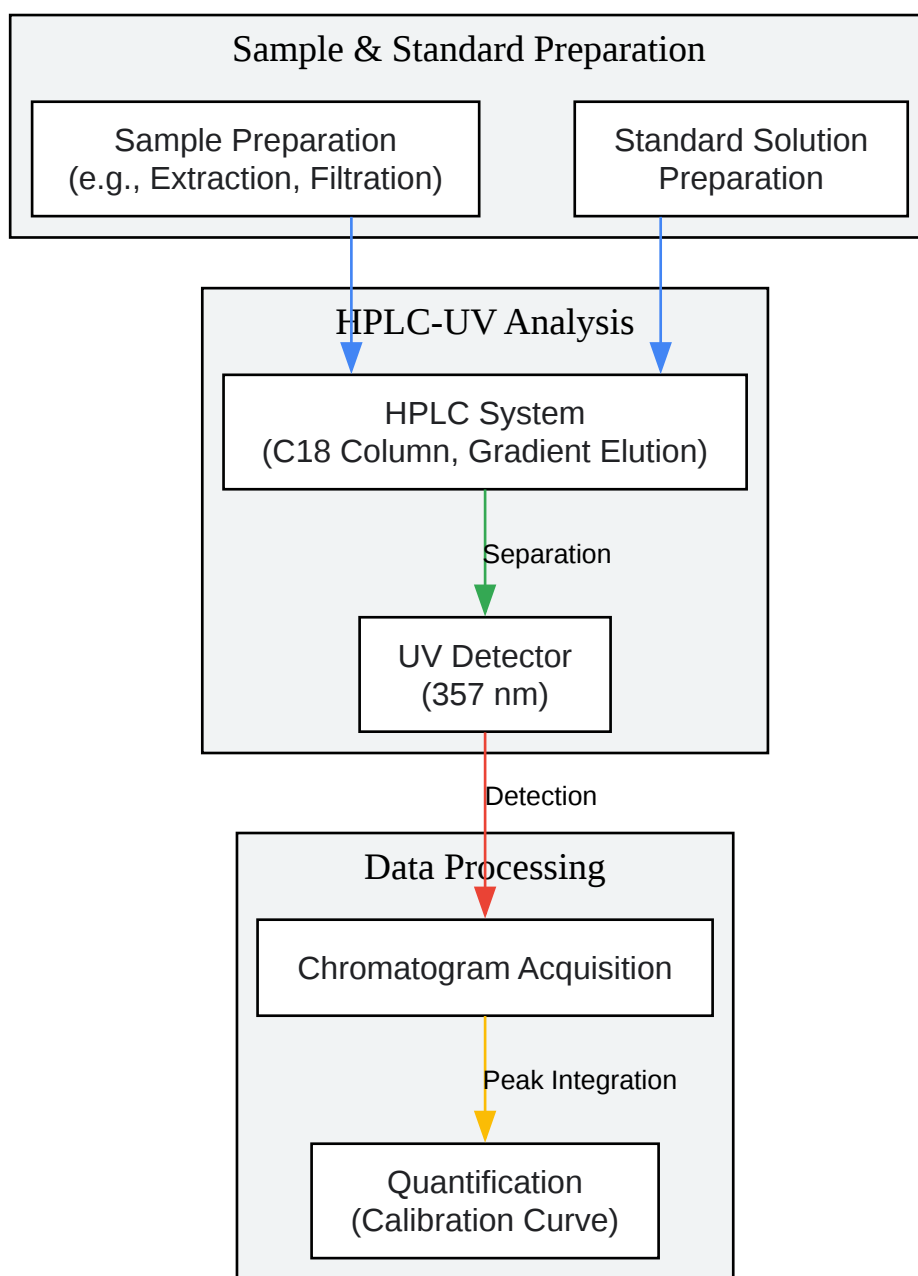 Sample & Standard Preparation
Sample Preparation
(e.g., Extraction, Filtration)
Standard Solution
Preparation
HPLC-UV Analysis
HPLC System
(C18 Column, Gradient Elution)
Separation
UV Detector
(357 nm)
Detection
Data Processing
Chromatogram Acquisition
Peak Integration
Quantification
(Calibration Curve)